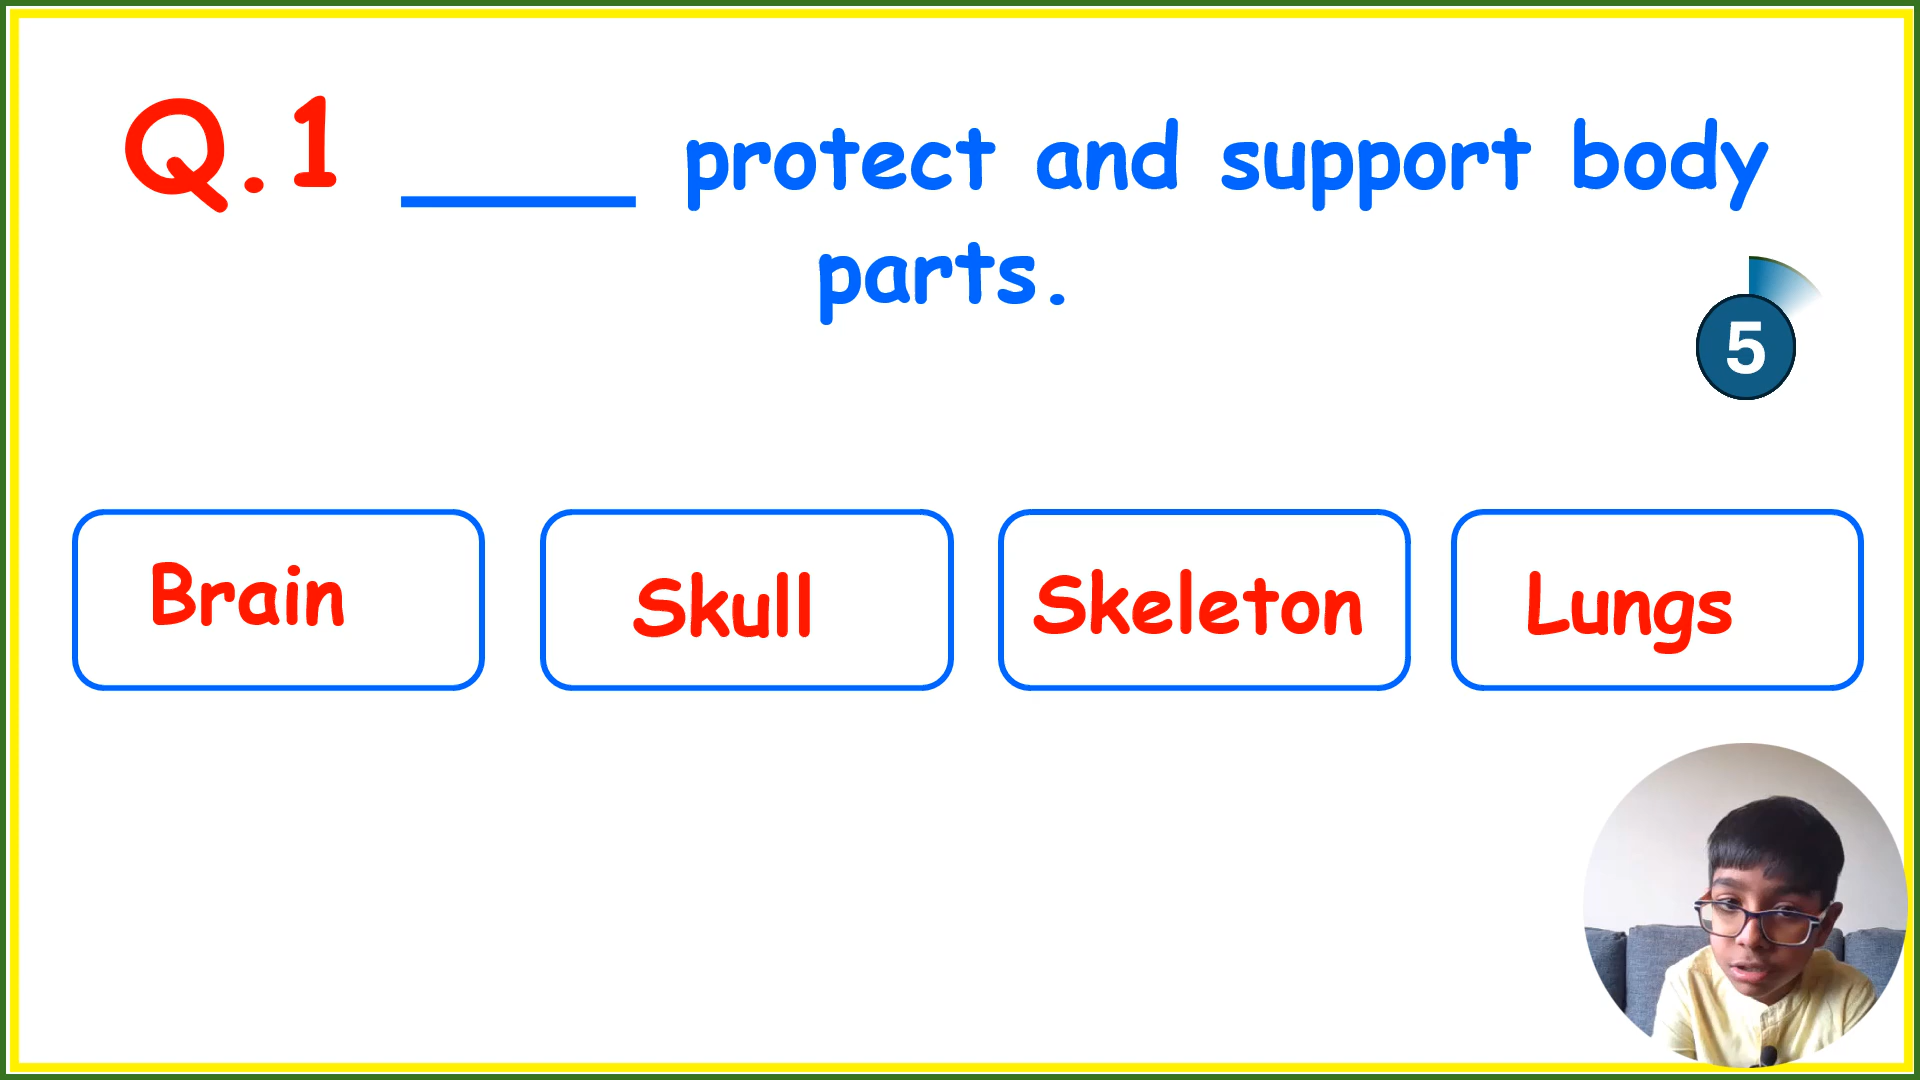 Q.1 ____ protect and support body
parts.
5
Brain
Skull
Skeleton
Lungs